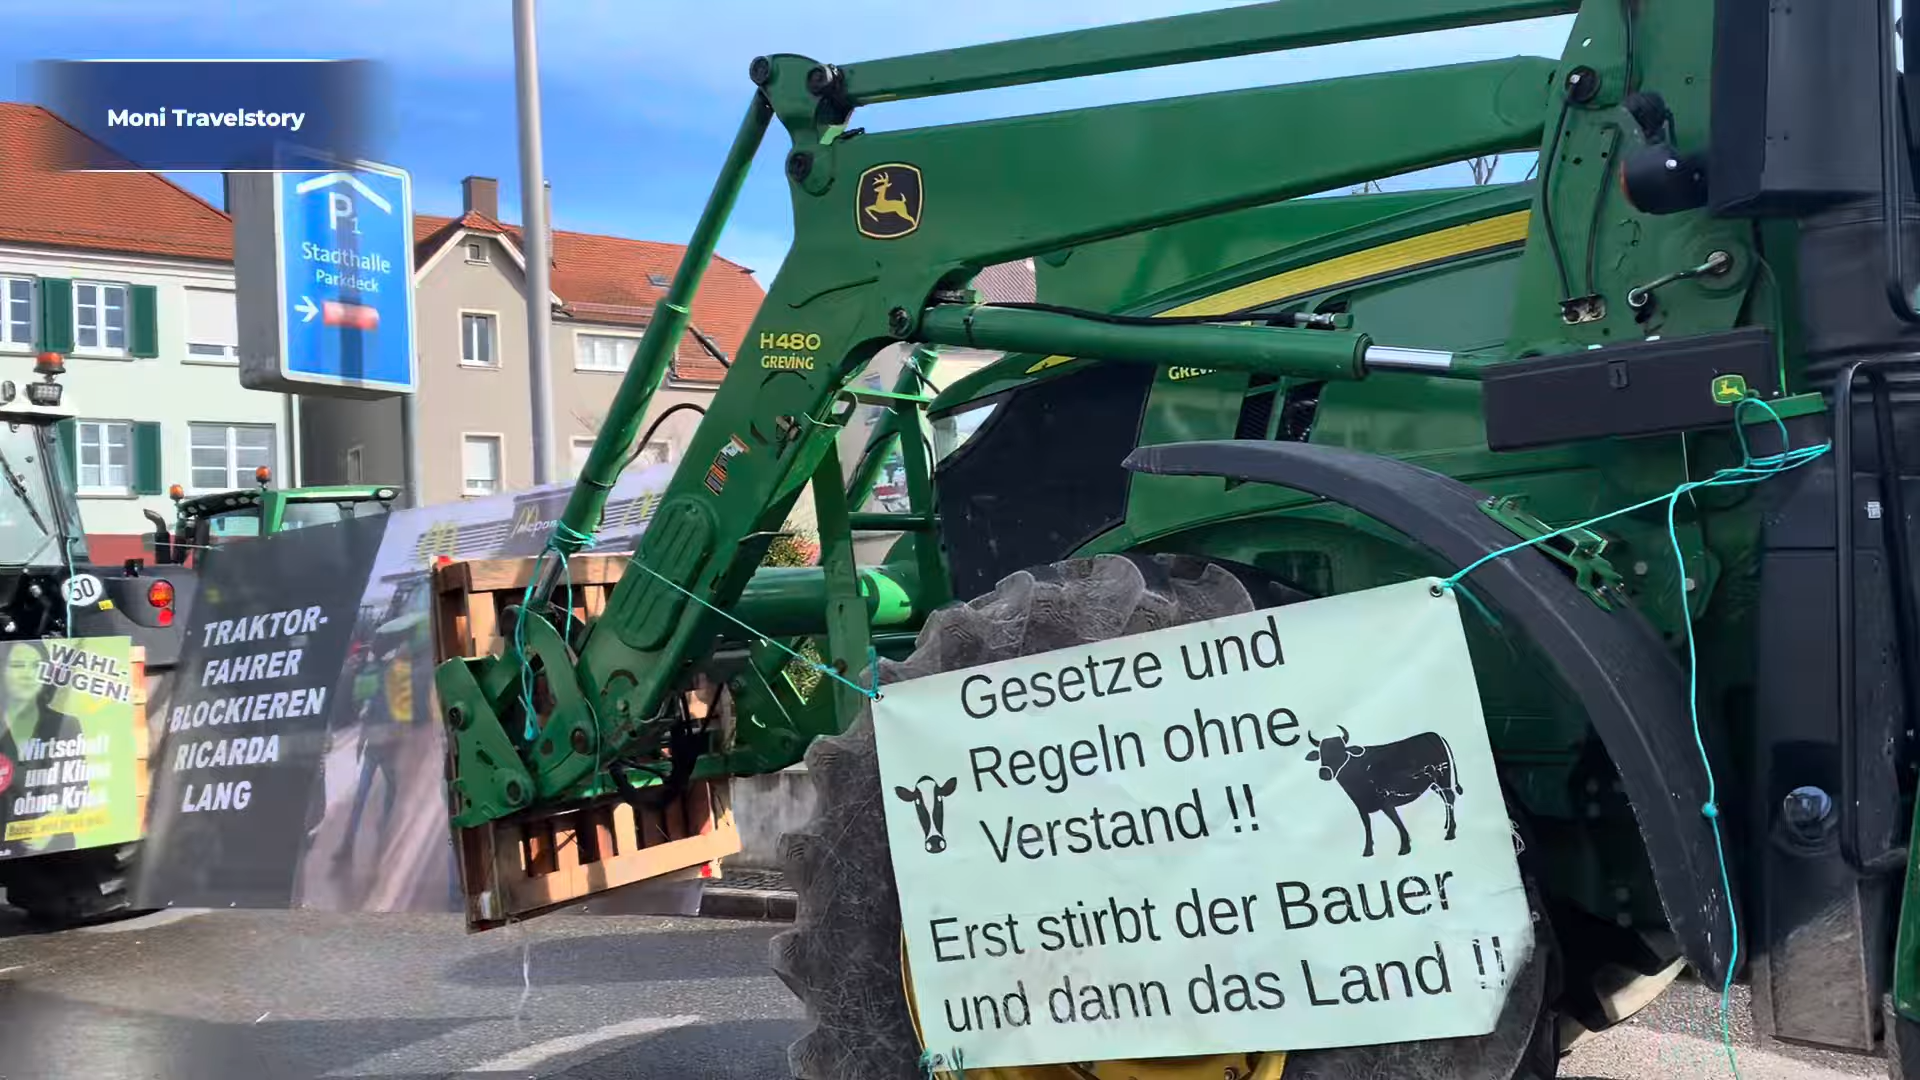 Moni Travelstory
P1
Stadthalle
Parkdeck
H480
GREVING
50
WAHL-
LÜGEN!
Wirtschaft
und Klima
ohne Krise
TRAKTOR-
FAHRER
BLOCKIEREN
RICARDA
LANG
Gesetze und
Regeln ohne
Verstand !!
Erst stirbt der Bauer
und dann das Land !!